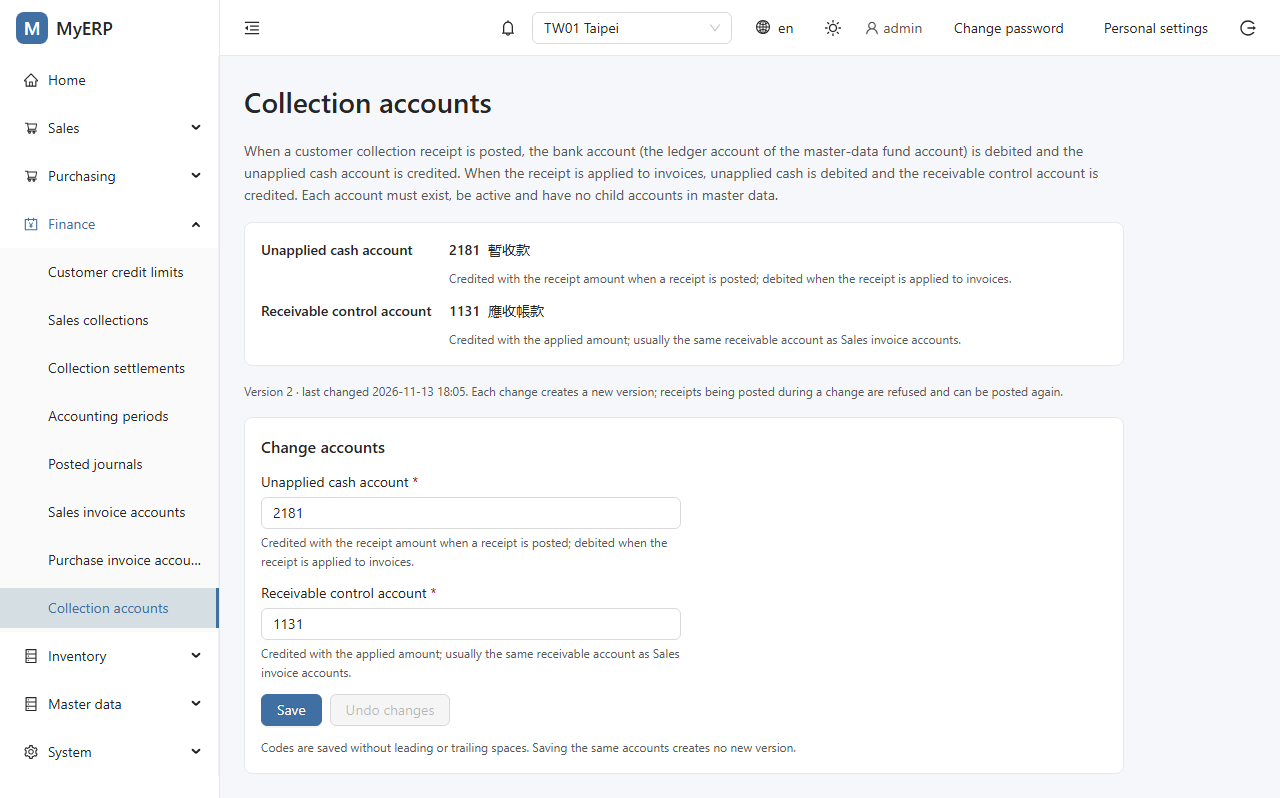 M MyERP
TW01 Taipei
en
admin
Change password
Personal settings
Home
Sales
Purchasing
Finance
Customer credit limits
Sales collections
Collection settlements
Accounting periods
Posted journals
Sales invoice accounts
Purchase invoice accou...
Collection accounts
Inventory
Master data
System
Collection accounts
When a customer collection receipt is posted, the bank account (the ledger account of the master-data fund account) is debited and the
unapplied cash account is credited. When the receipt is applied to invoices, unapplied cash is debited and the receivable control account is
credited. Each account must exist, be active and have no child accounts in master data.
Unapplied cash account 2181 暫收款
Credited with the receipt amount when a receipt is posted; debited when the receipt is applied to invoices.
Receivable control account 1131 應收帳款
Credited with the applied amount; usually the same receivable account as Sales invoice accounts.
Version 2 · last changed 2026-11-13 18:05. Each change creates a new version; receipts being posted during a change are refused and can be posted again.
Change accounts
Unapplied cash account *
2181
Credited with the receipt amount when a receipt is posted; debited when the
receipt is applied to invoices.
Receivable control account *
1131
Credited with the applied amount; usually the same receivable account as Sales
invoice accounts.
Save
Undo changes
Codes are saved without leading or trailing spaces. Saving the same accounts creates no new version.